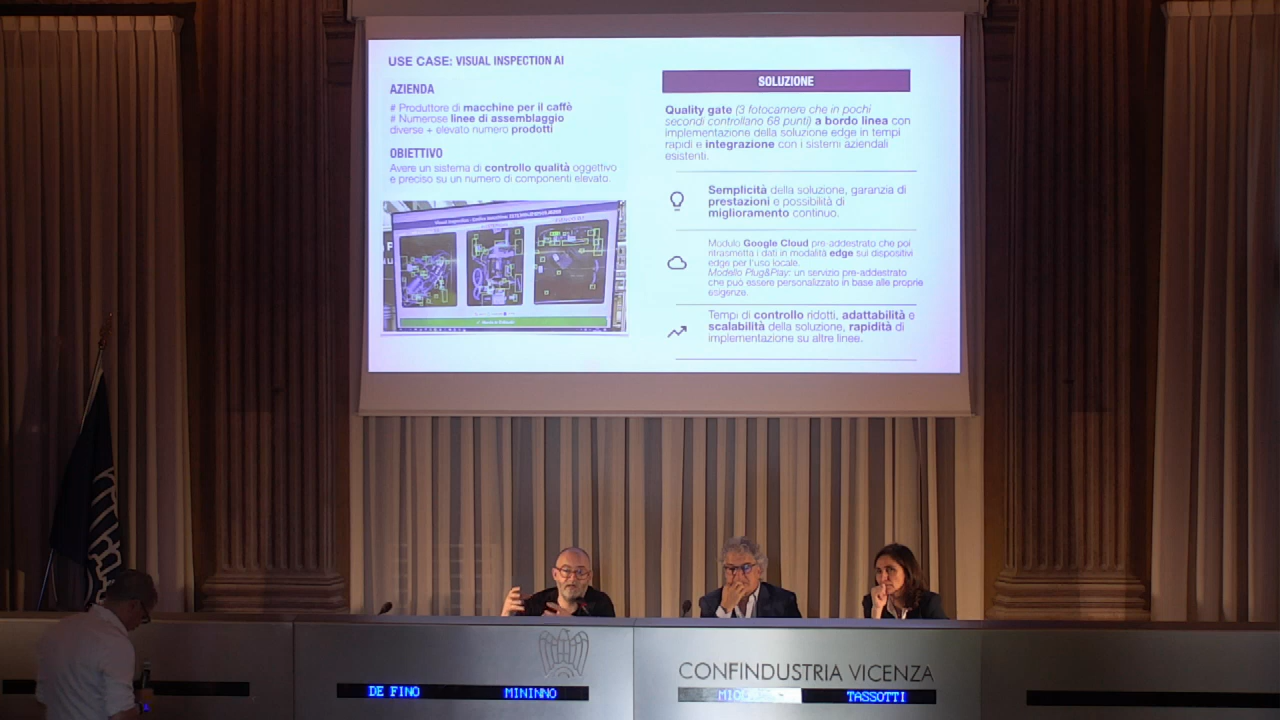 USE CASE: VISUAL INSPECTION AI
AZIENDA
# Produttore di macchine per il caffè
# Numerose linee di assemblaggio
diverse + elevato numero prodotti
OBIETTIVO
Avere un sistema di controllo qualità oggettivo
e preciso su un numero di componenti elevato.
Visual Inspection
SOLUZIONE
Quality gate (3 fotocamere che in pochi
secondi controllano 68 punti) a bordo linea con
implementazione della soluzione edge in tempi
rapidi e integrazione con i sistemi aziendali
esistenti.
Semplicità della soluzione, garanzia di
prestazioni e possibilità di
miglioramento continuo.
Modulo Google Cloud pre-addestrato che poi
ritrasmetta i dati in modalità edge sui dispositivi
edge per l'uso locale.
Modello Plug&Play: un servizio pre-addestrato
che può essere personalizzato in base alle proprie
esigenze.
Tempi di controllo ridotti, adattabilità e
scalabilità della soluzione, rapidità di
implementazione su altre linee.
CONFINDUSTRIA VICENZA
DE FINO
MININNO
TASSOTTI